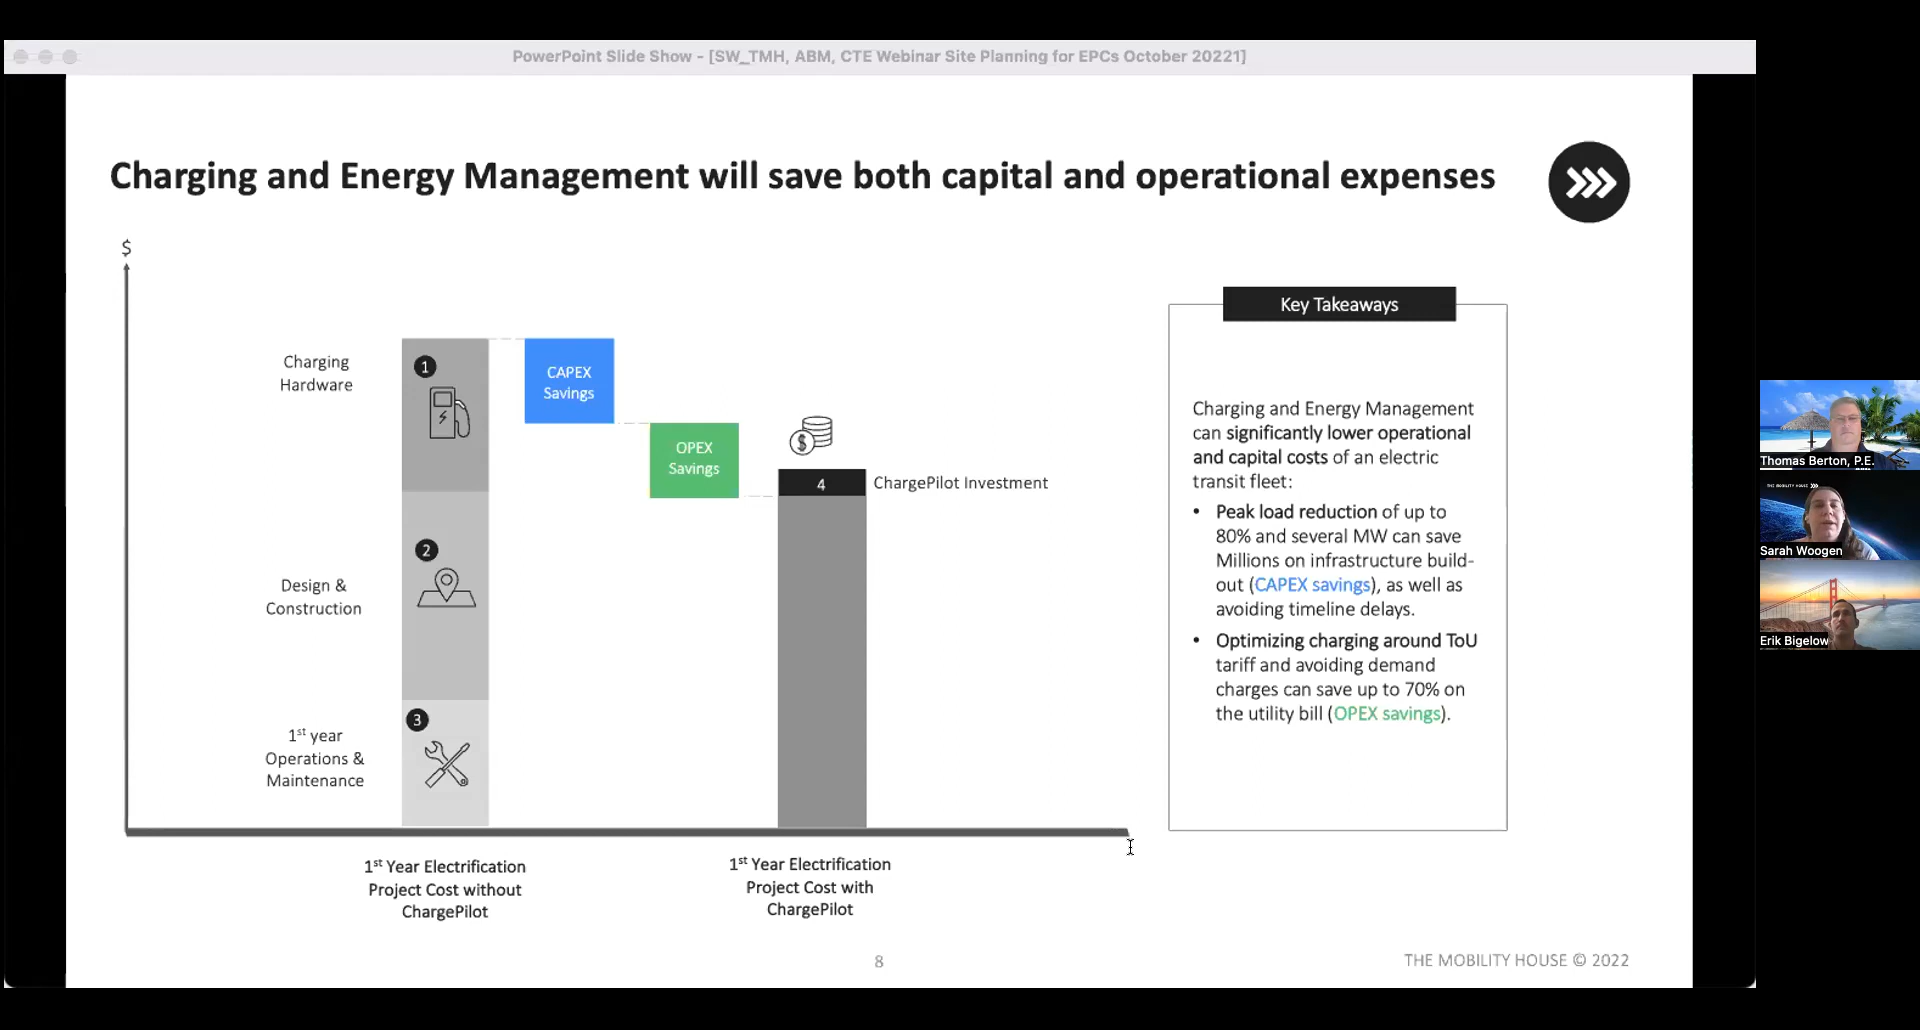 PowerPoint Slide Show - [SW_TMH, ABM, CTE Webinar Site Planning for EPCs October 20221]
Charging and Energy Management will save both capital and operational expenses
$
Charging
Hardware
1
CAPEX
Savings
OPEX
Savings
$
4
ChargePilot Investment
2
Design &
Construction
3
1st year
Operations &
Maintenance
1st Year Electrification
Project Cost without
ChargePilot
1st Year Electrification
Project Cost with
ChargePilot
Key Takeaways
Charging and Energy Management
can significantly lower operational
and capital costs of an electric
transit fleet:
• Peak load reduction of up to
80% and several MW can save
Millions on infrastructure build-
out (CAPEX savings), as well as
avoiding timeline delays.
• Optimizing charging around ToU
tariff and avoiding demand
charges can save up to 70% on
the utility bill (OPEX savings).
8
THE MOBILITY HOUSE © 2022
Thomas Berton, P.E.
THE MOBILITY HOUSE
Sarah Woogen
Erik Bigelow